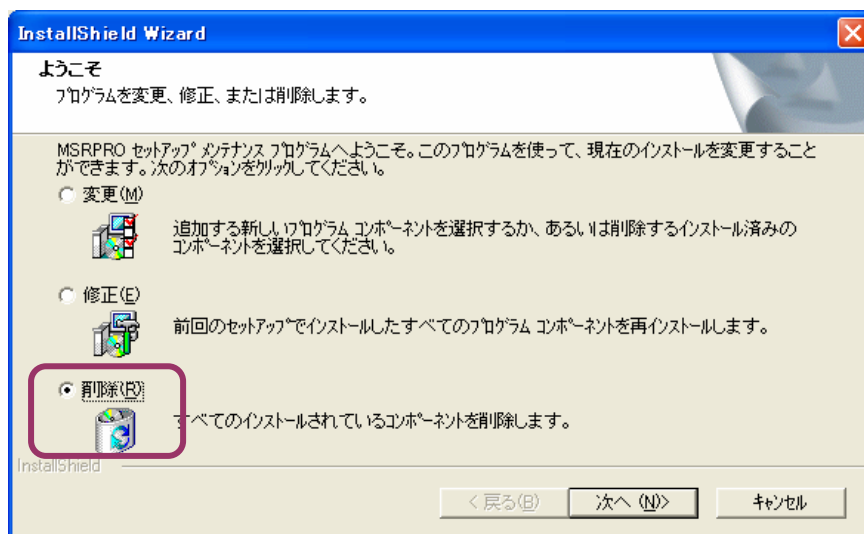 InstallShield Wizard
ようこそ
プログラムを変更、修正、または削除します。
MSRPRO セットアップ メンテナンス プログラムへようこそ。このプログラムを使って、現在のインストールを変更すること
ができます。次のオプションをクリックしてください。
変更(M)
追加する新しいプログラム コンポーネントを選択するか、あるいは削除するインストール済みの
コンポーネントを選択してください。
修正(E)
前回のセットアップでインストールしたすべてのプログラム コンポーネントを再インストールします。
削除(R)
すべてのインストールされているコンポーネントを削除します。
InstallShield
< 戻る(B)
次へ (N)>
キャンセル